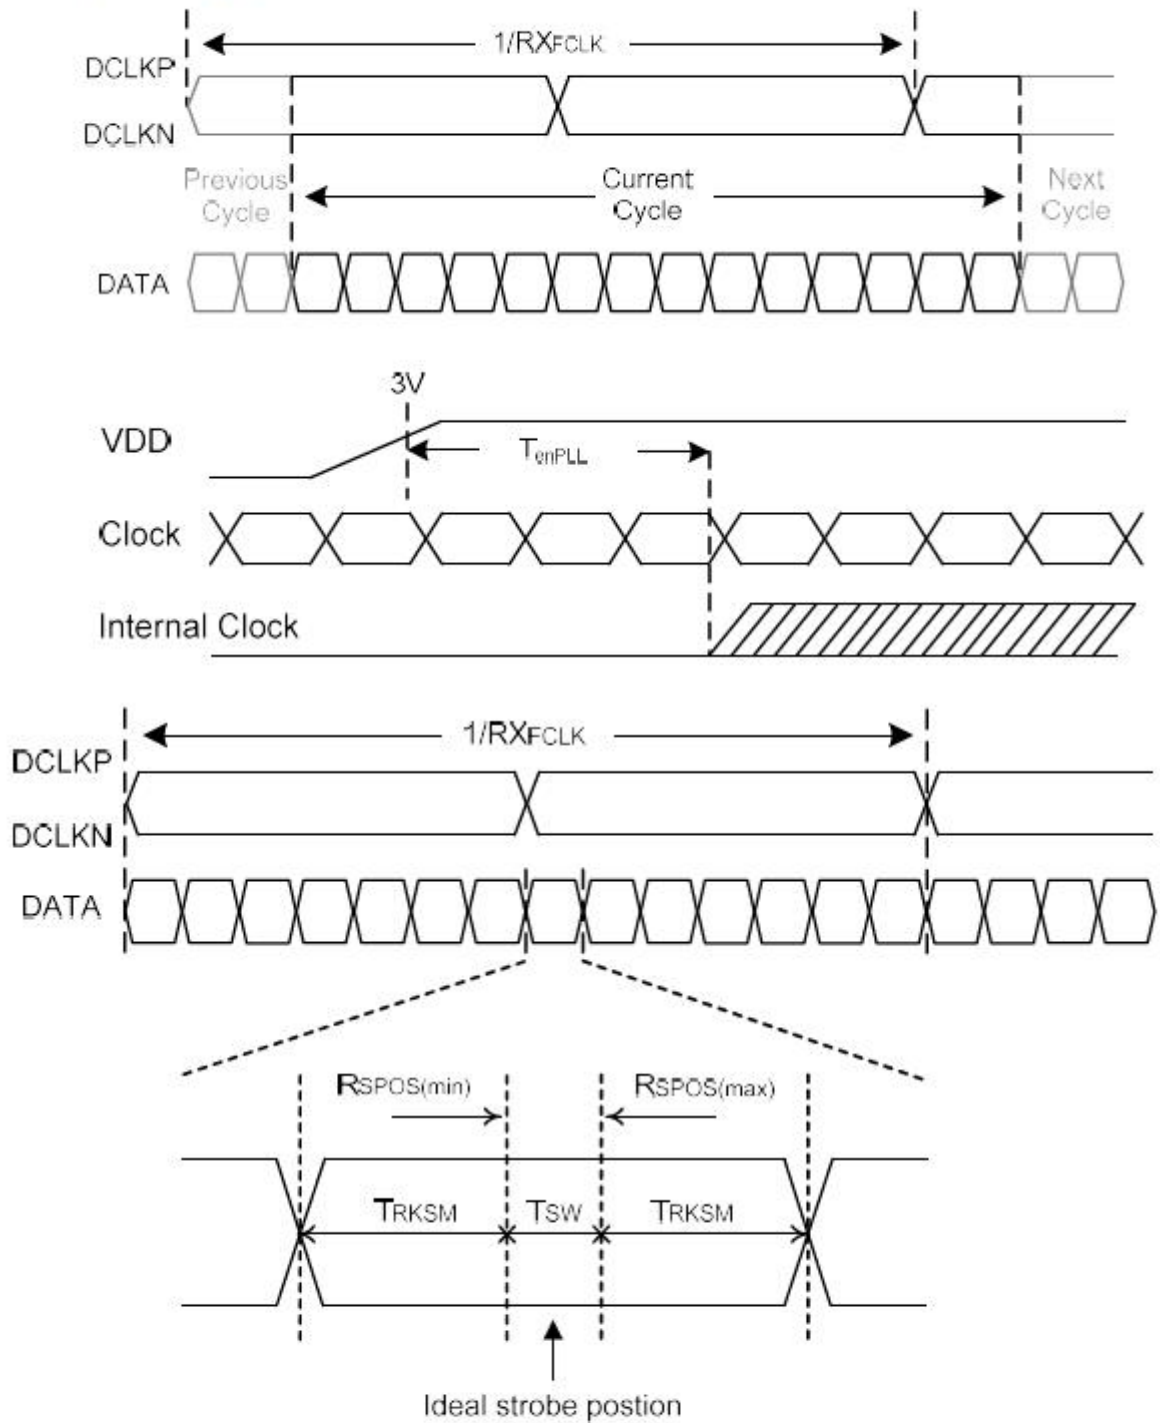 1/RXFCLK
DCLKP
DCLKN
Previous Cycle
Current Cycle
Next Cycle
DATA
3V
VDD
TenPLL
Clock
Internal Clock
1/RXFCLK
DCLKP
DCLKN
DATA
RSPOS(min)
RSPOS(max)
TRKSM
TSW
TRKSM
Ideal strobe postion